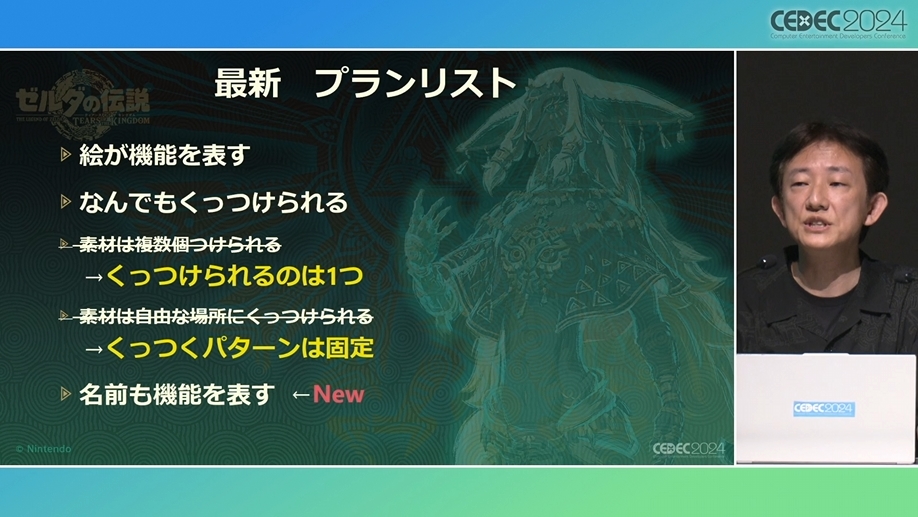 CEDEC2024
Computer Entertainment Developers Conference
最新　プランリスト
ゼルダの伝説
TEARS OF THE KINGDOM
絵が機能を表す
なんでもくっつけられる
素材は複数個つけられる
→くっつけられるのは1つ
素材は自由な場所にくっつけられる
→くっつくパターンは固定
名前も機能を表す　←New
© Nintendo
CEDEC2024
CEDEC2024